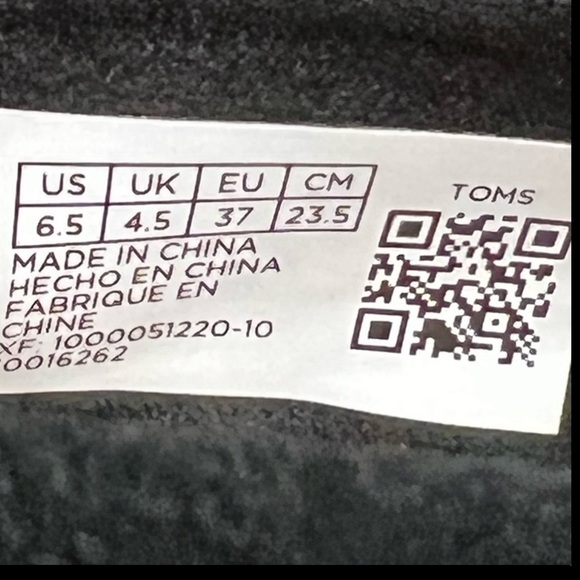 US UK EU CM
6.5 4.5 37 23.5
TOMS
MADE IN CHINA
HECHO EN CHINA
FABRIQUE EN
CHINE
XF: 1000051220-10
0016262